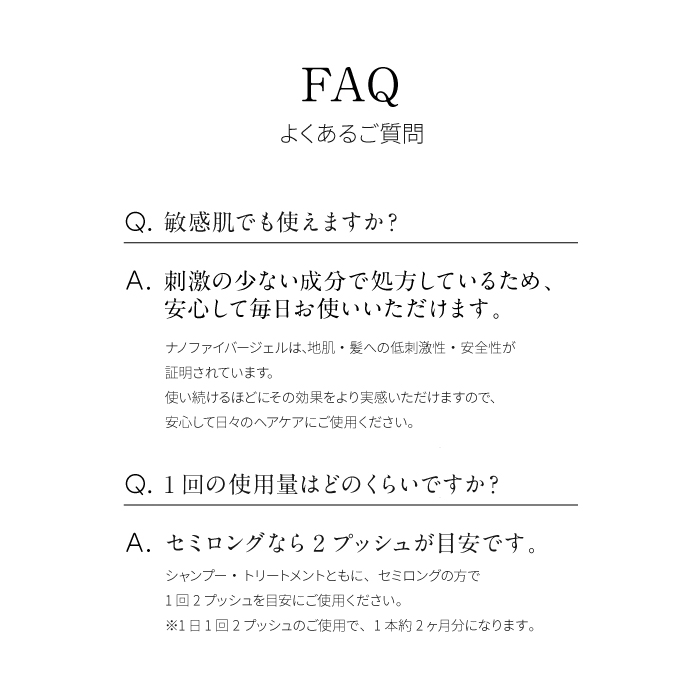 FAQ
よくあるご質問
Q. 敏感肌でも使えますか？
A. 刺激の少ない成分で処方しているため、
安心して毎日お使いいただけます。
ナノファイバージェルは、地肌・髪への低刺激性・安全性が
証明されています。
使い続けるほどにその効果をより実感いただけますので、
安心して日々のヘアケアにご使用ください。
Q. 1回の使用量はどのくらいですか？
A. セミロングなら2プッシュが目安です。
シャンプー・トリートメントともに、セミロングの方で
1回2プッシュを目安にご使用ください。
※1日1回2プッシュのご使用で、1本約2ヶ月分になります。